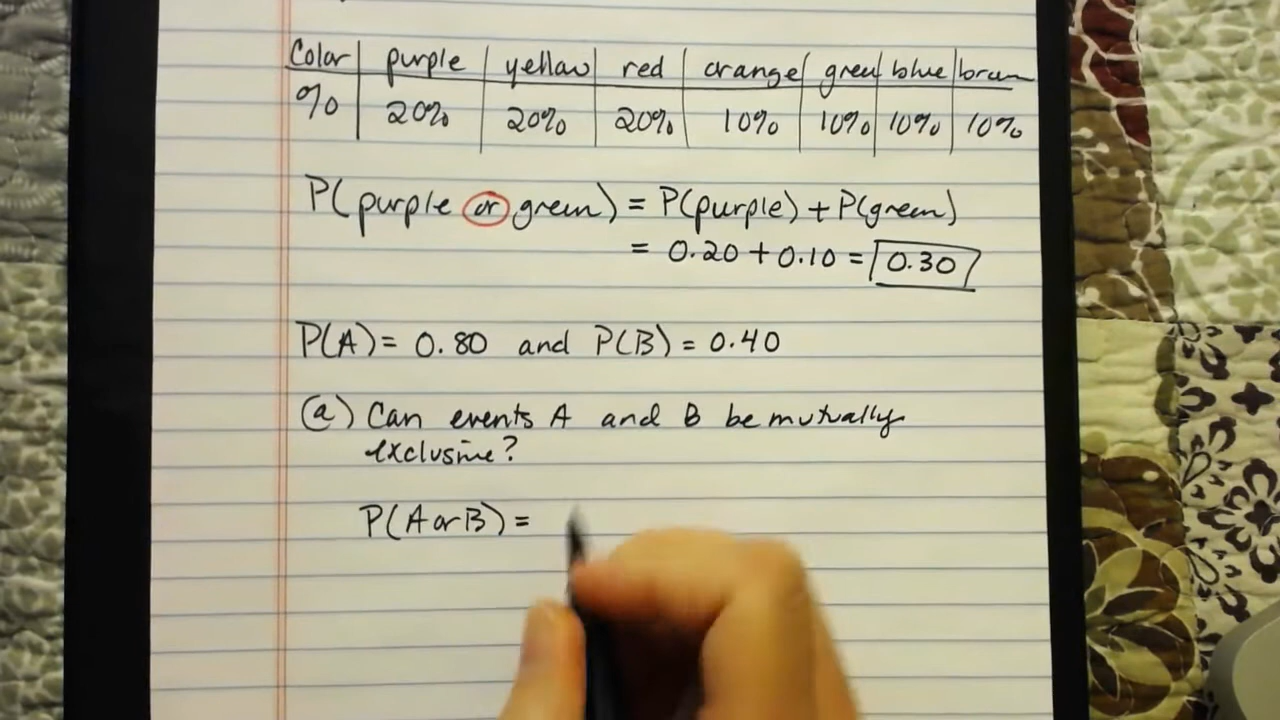 Color purple yellow red orange green blue brown
% 20% 20% 20% 10% 10% 10% 10%
P(purple or green) = P(purple) + P(green)
= 0.20 + 0.10 = 0.30
P(A) = 0.80 and P(B) = 0.40
(a) Can events A and B be mutually
exclusive?
P(A or B) =